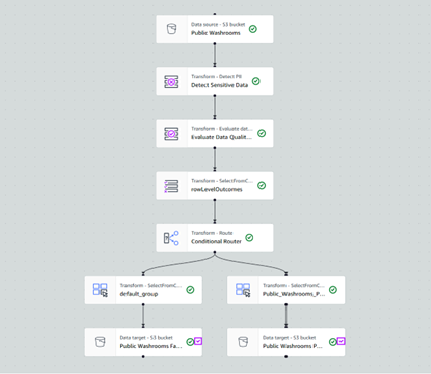 Data source - S3 bucket
Public Washrooms
Transform - Detect PII
Detect Sensitive Data
Transform - Evaluate dat...
Evaluate Data Qualit...
Transform - SelectFromC...
rowLevelOutcomes
Transform - Route
Conditional Router
Transform - SelectFromC...
default_group
Transform - SelectFromC...
Public_Washrooms_P...
Data target - S3 bucket
Public Washrooms Fa...
Data target - S3 bucket
Public Washrooms P...